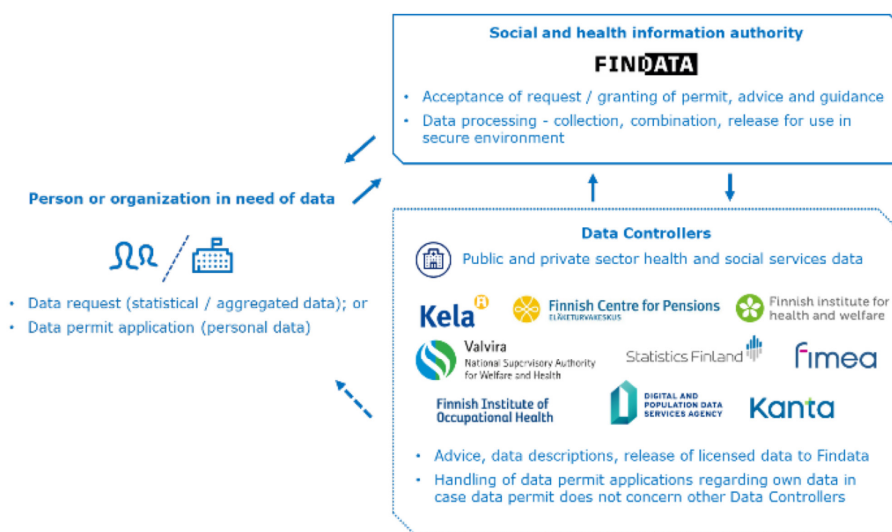 Social and health information authority
FINDATA
• Acceptance of request / granting of permit, advice and guidance
• Data processing - collection, combination, release for use in
secure environment
Person or organization in need of data
• Data request (statistical / aggregated data); or
• Data permit application (personal data)
Data Controllers
Public and private sector health and social services data
Kela
Finnish Centre for Pensions
ELÄKETURVAKESKUS
Finnish institute for
health and welfare
Valvira
National Supervisory Authority
for Welfare and Health
Statistics Finland
fimea
Finnish Institute of
Occupational Health
DIGITAL AND
POPULATION DATA
SERVICES AGENCY
Kanta
• Advice, data descriptions, release of licensed data to Findata
• Handling of data permit applications regarding own data in
case data permit does not concern other Data Controllers